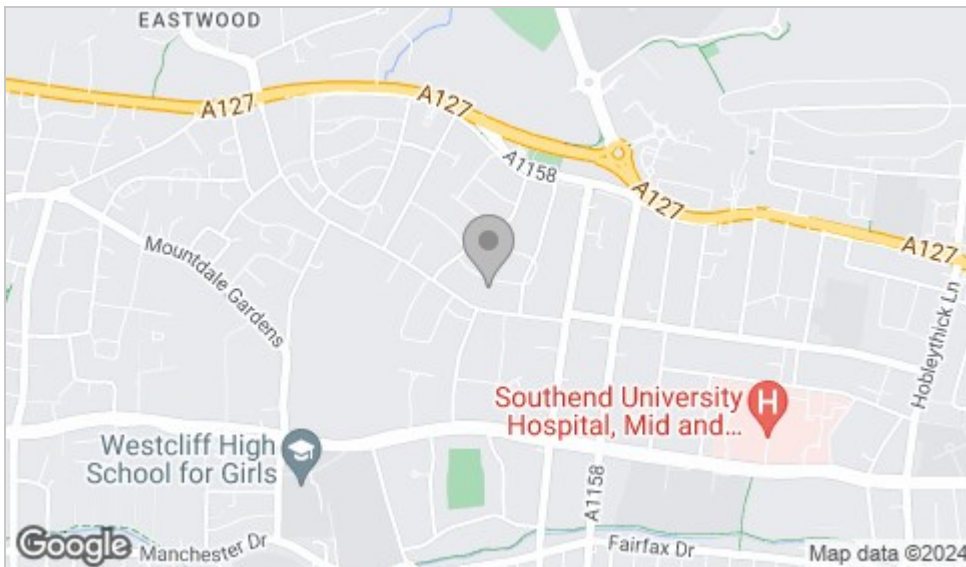 EASTWOOD
A127
A127
A1158
A127
A127
Mountdale Gardens
Hobleythick Ln
Southend University
Hospital, Mid and...
H
Westcliff High
School for Girls
A1158
Google
Manchester Dr
Fairfax Dr
Map data ©2024